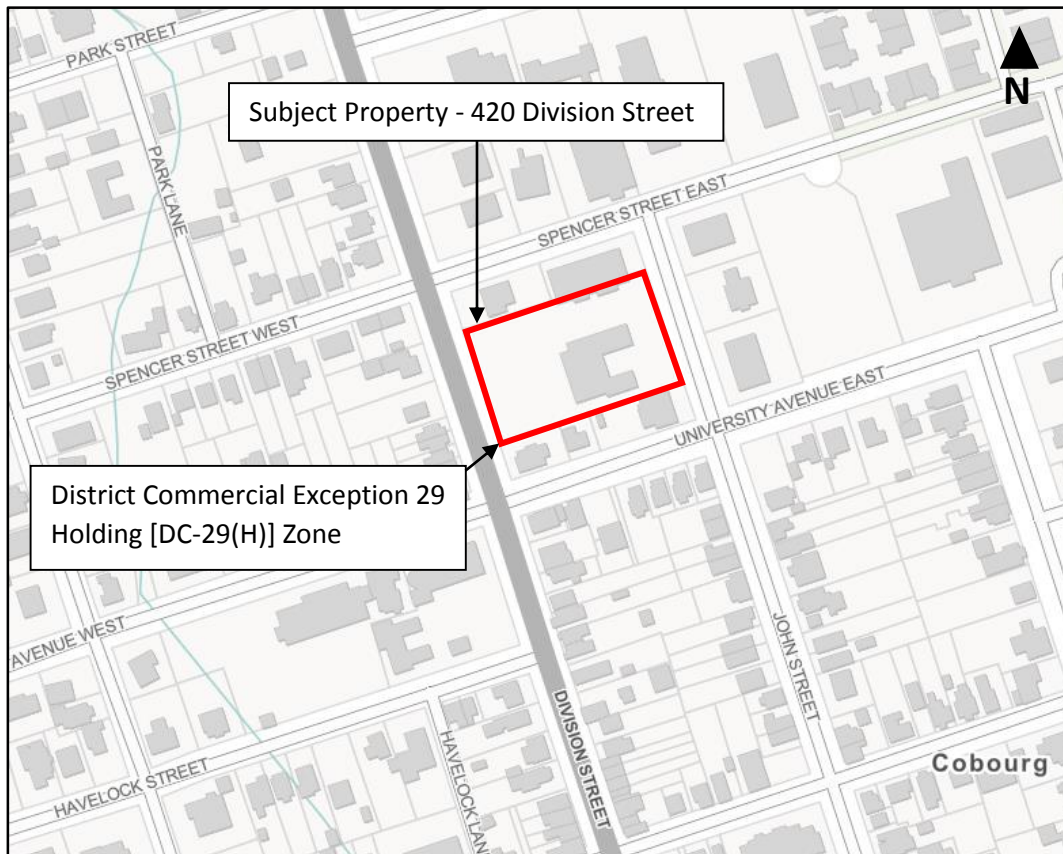 PARK STREET
N
Subject Property - 420 Division Street
PARK LANE
SPENCER STREET EAST
SPENCER STREET WEST
UNIVERSITY AVENUE EAST
District Commercial Exception 29
Holding [DC-29(H)] Zone
AVENUE WEST
JOHN STREET
DIVISION STREET
HAVELOCK STREET
HAVELOCK LANE
Cobourg